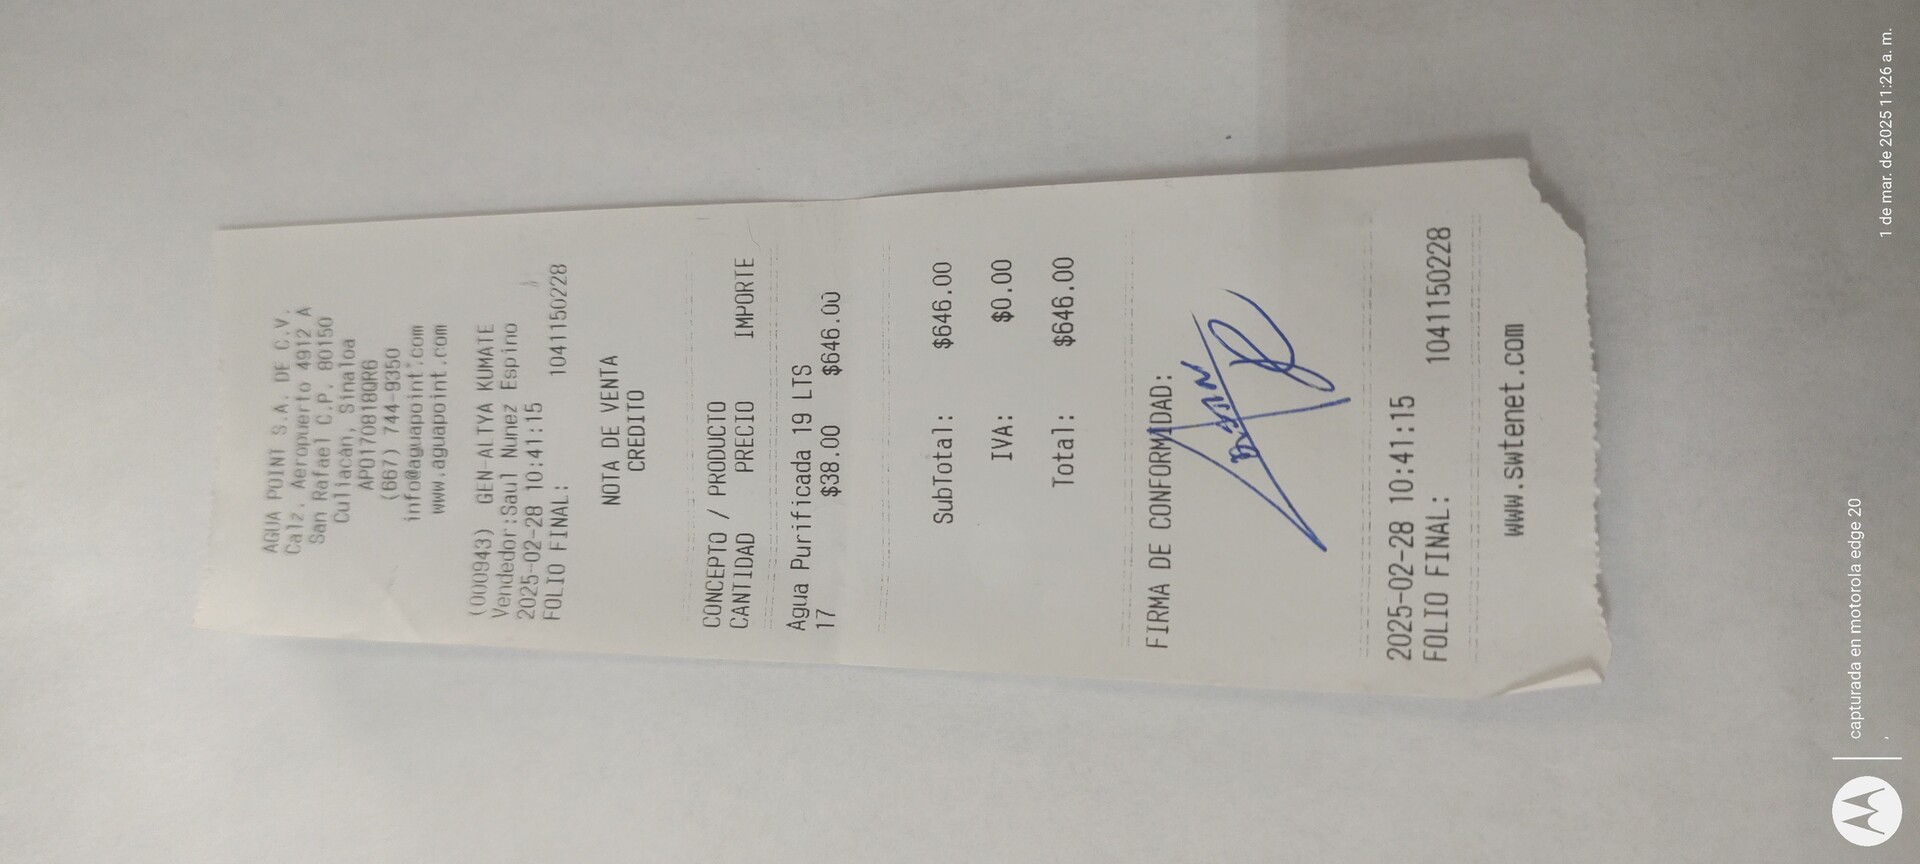 AGUA POINT S.A. DE C.V.
Calz. Aeropuerto 4912 A
San Rafael C.P. 80150
Culiacán, Sinaloa
APO170818QR6
(667) 744-9350
info@aguapoint.com
www.aguapoint.com
(000943) GEN-ALTYA KUMATE
Vendedor:Saul Nunez Espino
2025-02-28 10:41:15
FOLIO FINAL: 1041150228
NOTA DE VENTA
CREDITO
CONCEPTO / PRODUCTO
CANTIDAD PRECIO IMPORTE
Agua Purificada 19 LTS
17 $38.00 $646.00
SubTotal: $646.00
IVA: $0.00
Total: $646.00
FIRMA DE CONFORMIDAD:
2025-02-28 10:41:15
FOLIO FINAL: 1041150228
www.swtenet.com
capturada en motorola edge 20
,
1 de mar. de 2025 11:26 a. m.